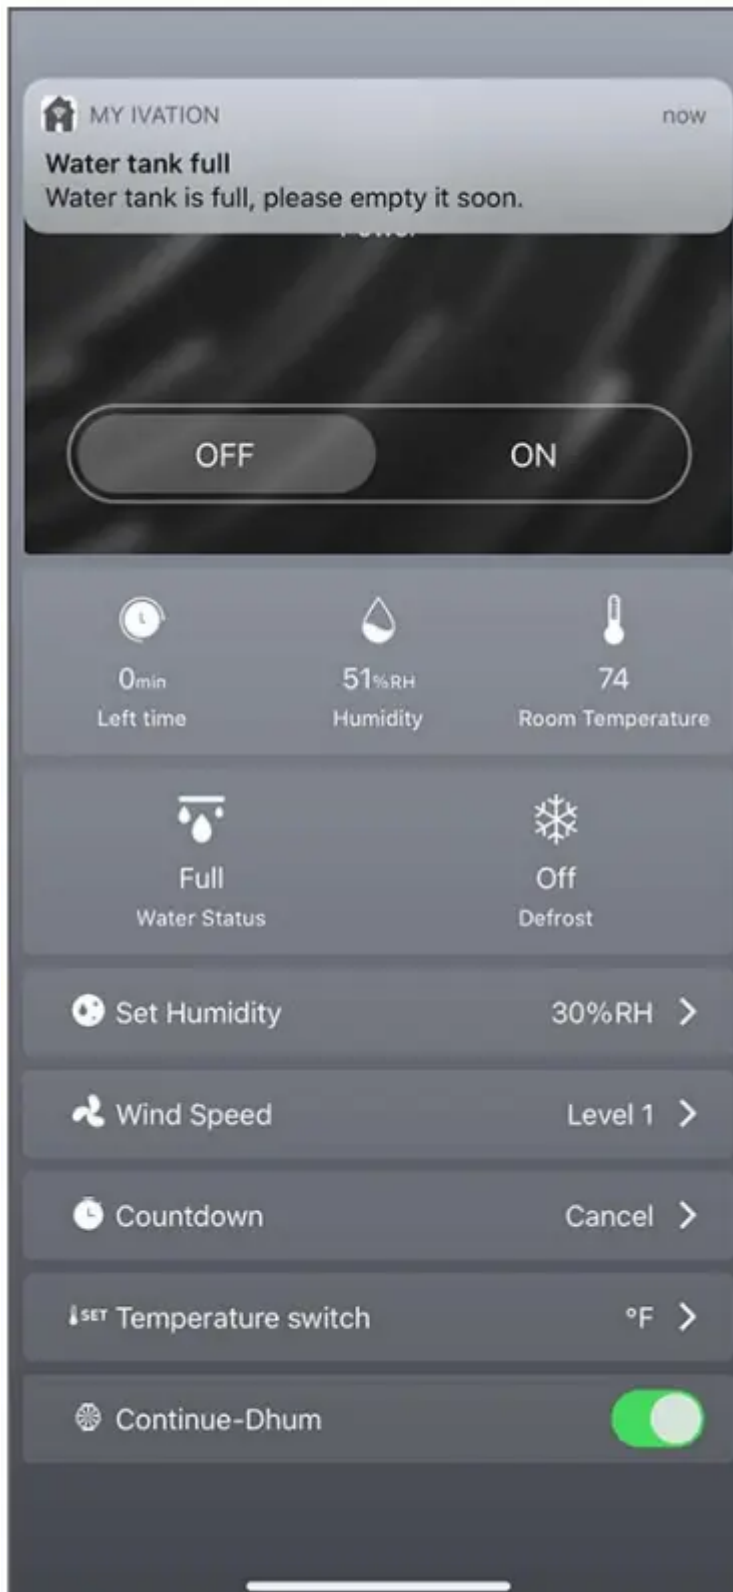 MY IVATION now
Water tank full
Water tank is full, please empty it soon.
Power
OFF ON
0min 51%RH 74
Left time Humidity Room Temperature
Full Off
Water Status Defrost
Set Humidity 30%RH
Wind Speed Level 1
Countdown Cancel
SET Temperature switch °F
Continue-Dhum